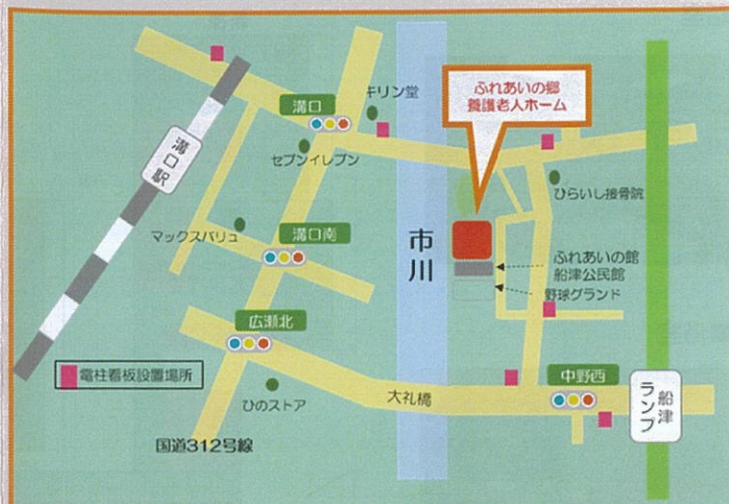 キリン堂
ふれあいの郷
養護老人ホーム
溝口
セブンイレブン
溝口駅
ひらいし接骨院
マックスバリュ
溝口南
市川
ふれあいの館
船津公民館
野球グランド
広瀬北
電柱看板設置場所
中野西
船津
ランプ
大礼橋
ひのストア
国道312号線